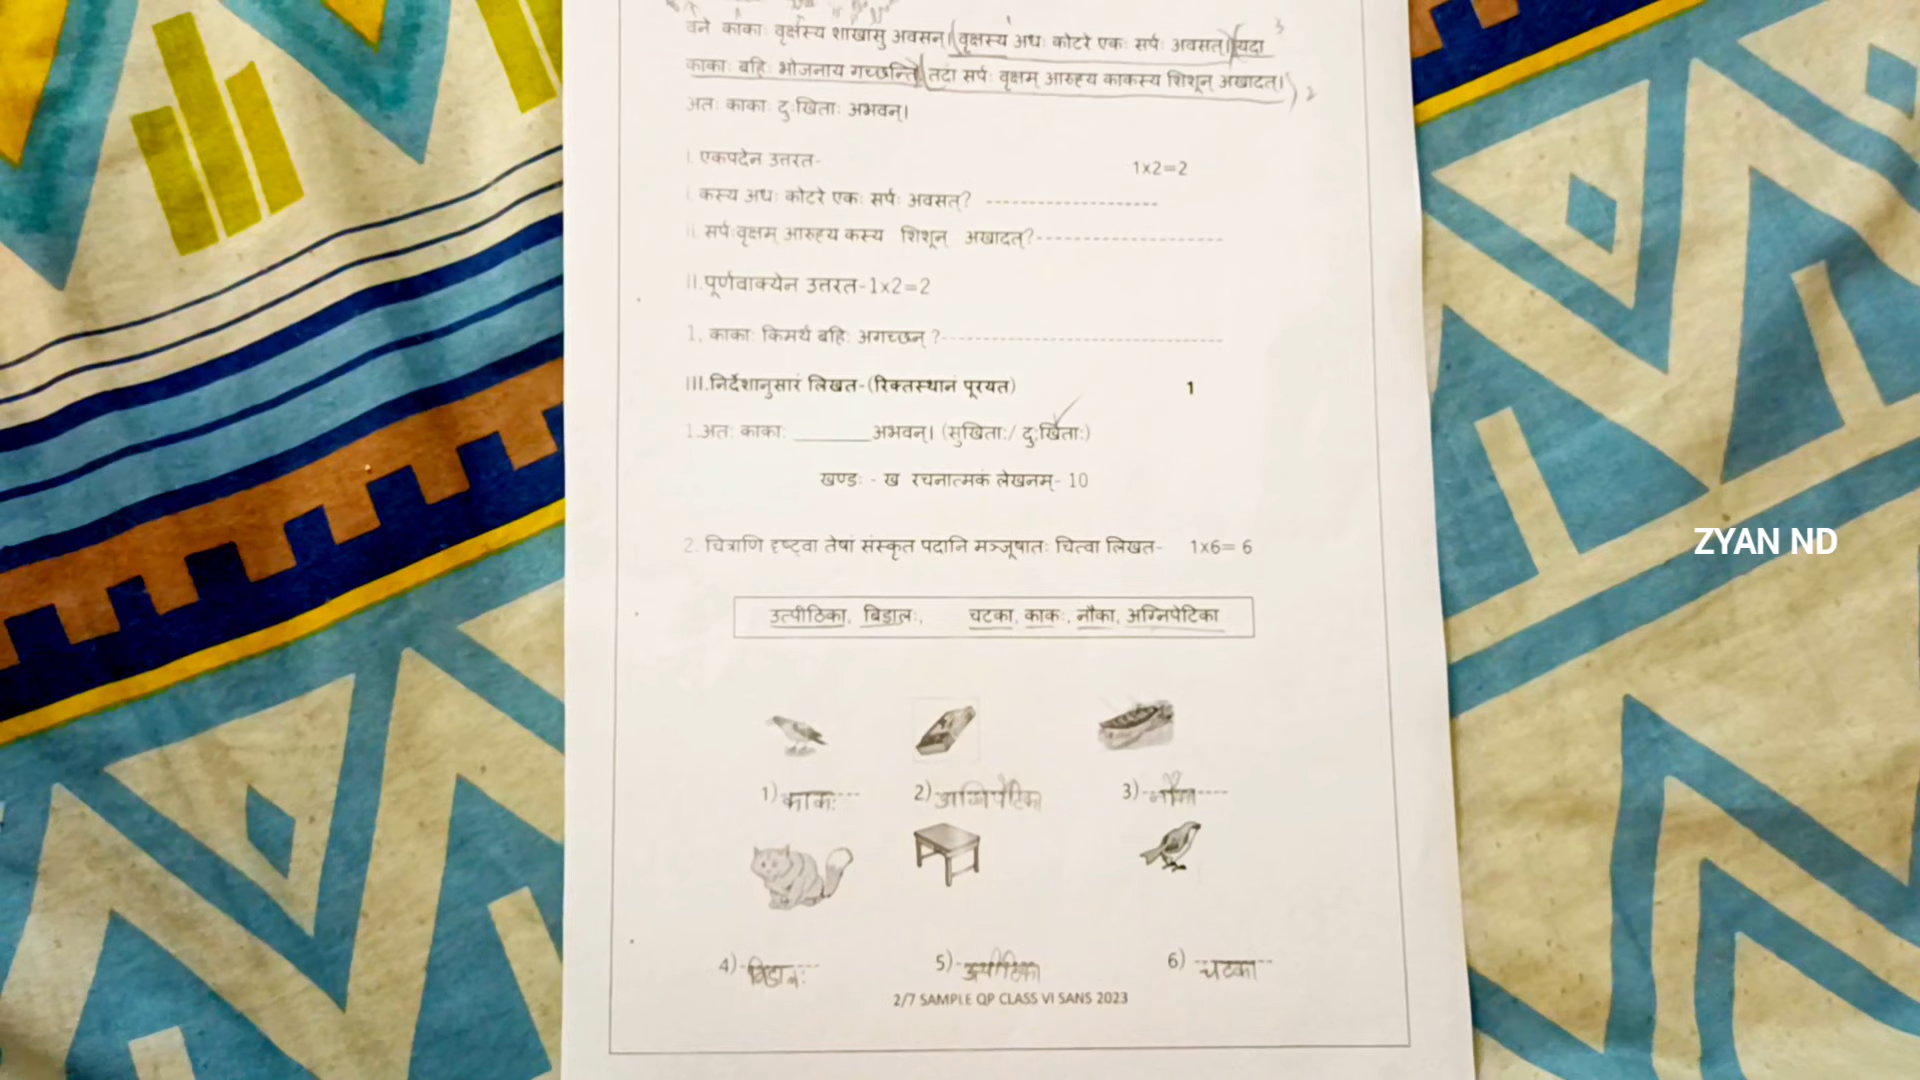 वने काकाः वृक्षस्य शाखासु अवसन्। वृक्षस्य अधः कोटरे एकः सर्पः अवसत्। यदा
काकाः बहिः भोजनाय गच्छन्ति तदा सर्पः वृक्षम् आरुह्य काकस्य शिशून् अखादत्।
अतः काकाः दुःखिताः अभवन्।
I. एकपदेन उत्तरत- 1x2=2
i. कस्य अधः कोटरे एकः सर्पः अवसत्? --------------------
ii. सर्पःवृक्षम् आरुह्य कस्य शिशून् अखादत्?----------------------
II.पूर्णवाक्येन उत्तरत-1x2=2
1, काकाः किमर्थं बहिः अगच्छन् ?---------------------------------
III.निर्देशानुसारं लिखत-(रिक्तस्थानं पूरयत) 1
1.अतः काकाः ________अभवन्। (सुखिताः/ दुःखिताः)
खण्डः - ख रचनात्मकं लेखनम्- 10
2. चित्राणि दृष्ट्वा तेषां संस्कृत पदानि मञ्जूषातः चित्वा लिखत- 1x6= 6
उत्पीठिका, बिडालः, चटका, काकः, नौका, अग्निपेटिका
1) काकः 2) अग्निपेटिका 3) नौका
4) बिडालः 5) उत्पीठिका 6) चटका
2/7 SAMPLE QP CLASS VI SANS 2023
ZYAN ND